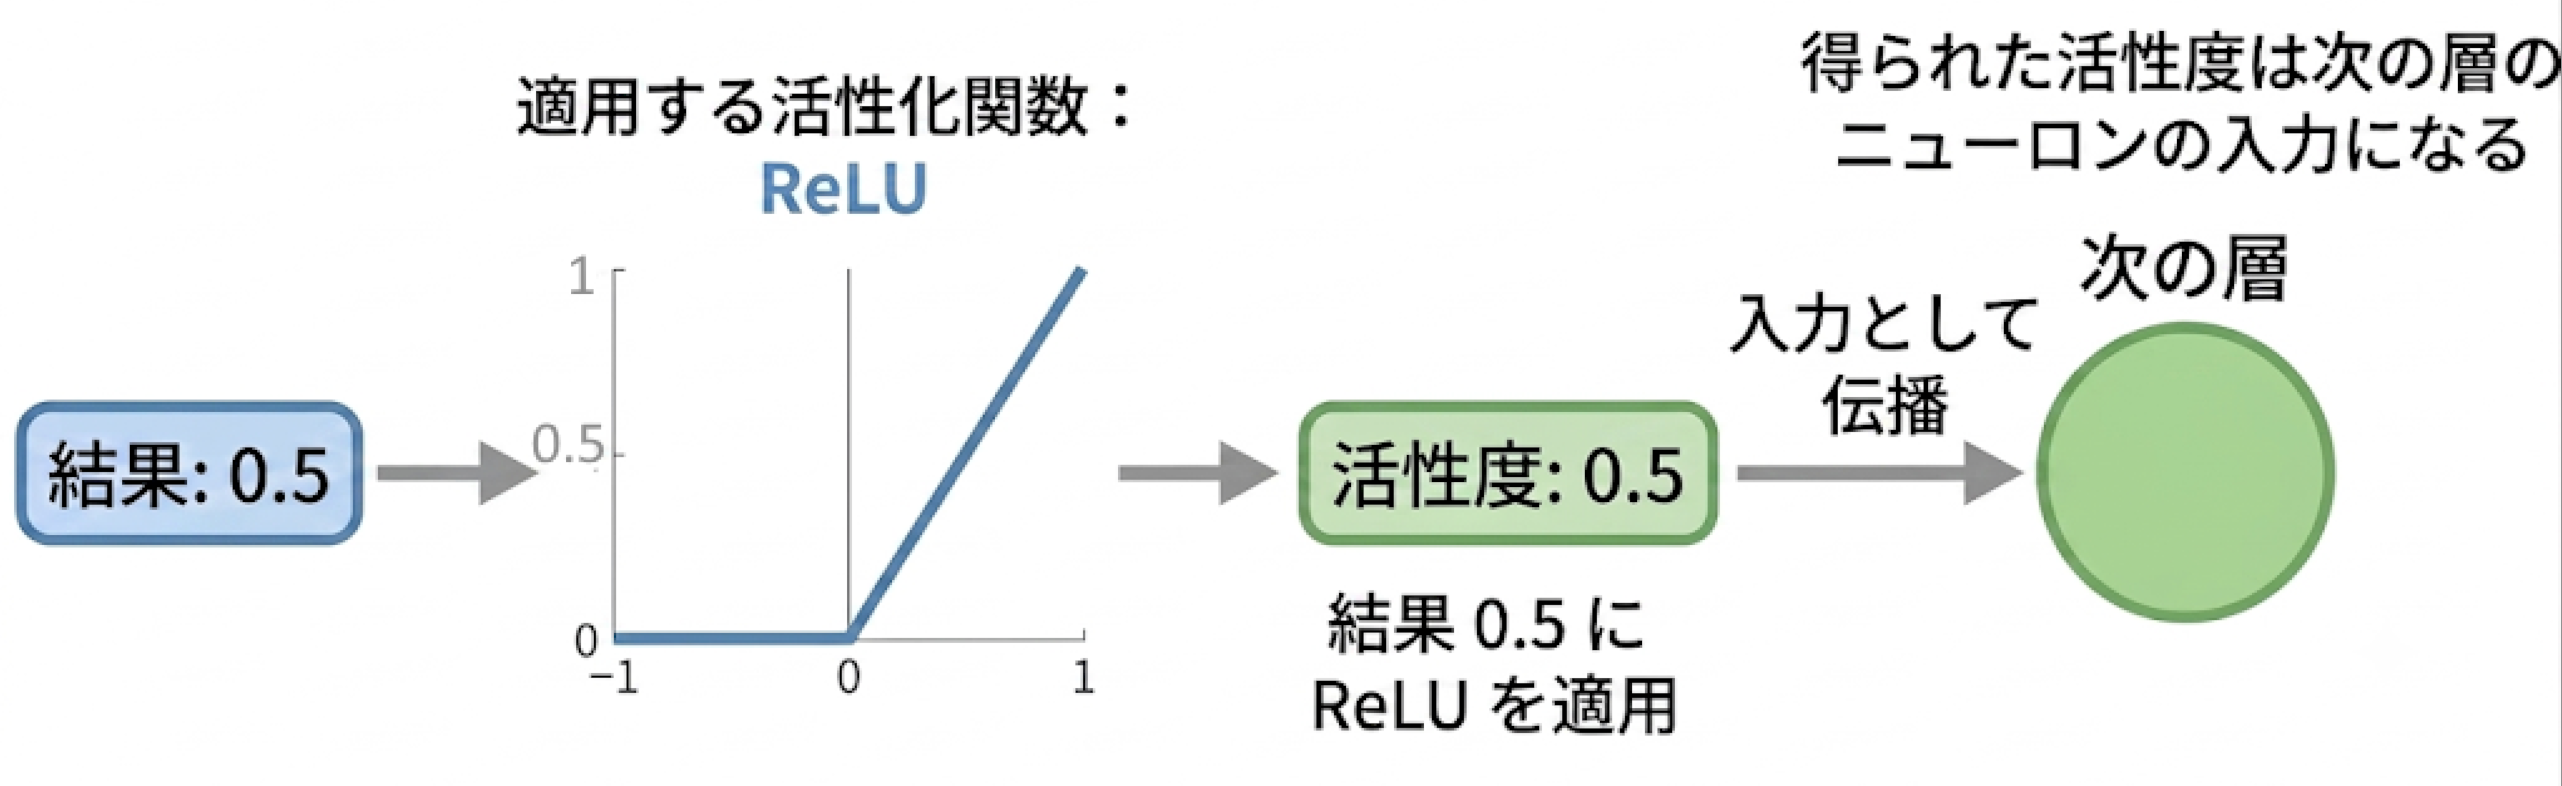 適用する活性化関数：
ReLU
1
0.5
0
−1
0
1
結果: 0.5
活性度: 0.5
結果 0.5 に
ReLU を適用
入力として
伝播
得られた活性度は次の層の
ニューロンの入力になる
次の層